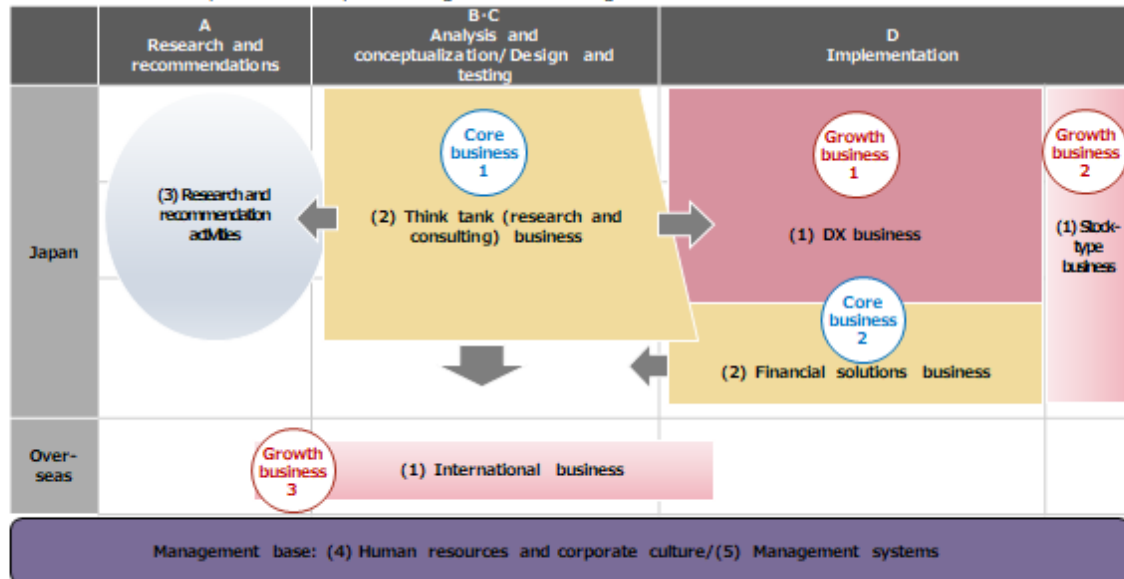 A
Research and
recommendations
B·C
Analysis and
conceptualization/ Design and
testing
D
Implementation
Japan
(3) Research and
recommendation
activities
Core
business
1
(2) Think tank (research and
consulting) business
Growth
business
1
(1) DX business
Growth
business
2
(1) Stock-
type
business
Core
business
2
(2) Financial solutions business
Over-
seas
Growth
business
3
(1) International business
Management base: (4) Human resources and corporate culture/(5) Management systems